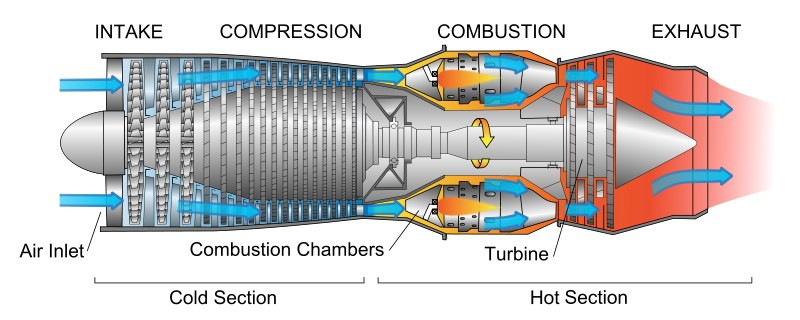 INTAKE
COMPRESSION
COMBUSTION
EXHAUST
Air Inlet
Combustion Chambers
Turbine
Cold Section
Hot Section